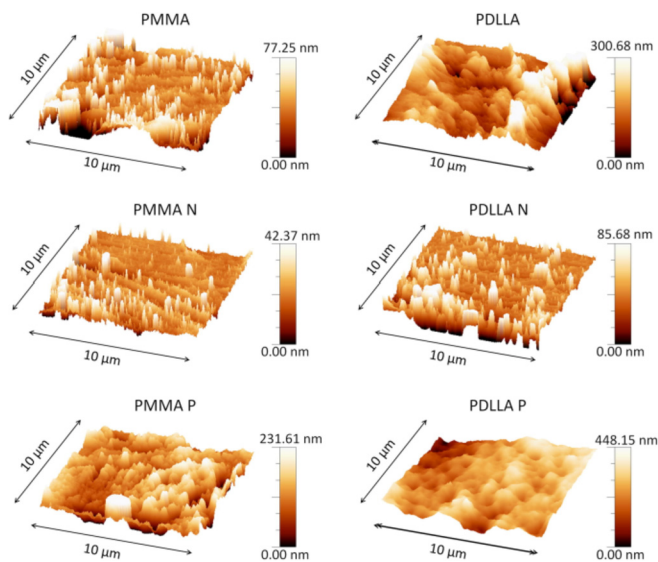 PMMA
77.25 nm
10 µm
0.00 nm
10 µm
PDLLA
300.68 nm
10 µm
0.00 nm
10 µm
PMMA N
42.37 nm
10 µm
0.00 nm
10 µm
PDLLA N
85.68 nm
10 µm
0.00 nm
10 µm
PMMA P
231.61 nm
10 µm
0.00 nm
10 µm
PDLLA P
448.15 nm
10 µm
0.00 nm
10 µm